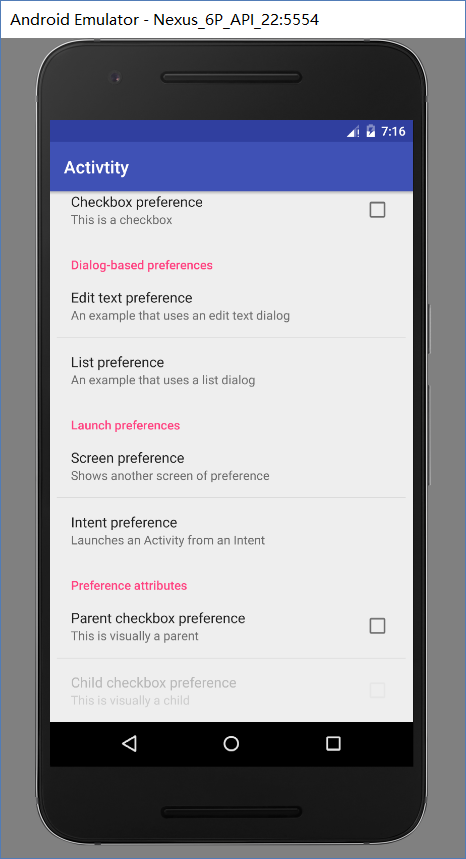 Android Emulator - Nexus_6P_API_22:5554
7:16
Activtity
Checkbox preference
This is a checkbox
Dialog-based preferences
Edit text preference
An example that uses an edit text dialog
List preference
An example that uses a list dialog
Launch preferences
Screen preference
Shows another screen of preference
Intent preference
Launches an Activity from an Intent
Preference attributes
Parent checkbox preference
This is visually a parent
Child checkbox preference
This is visually a child